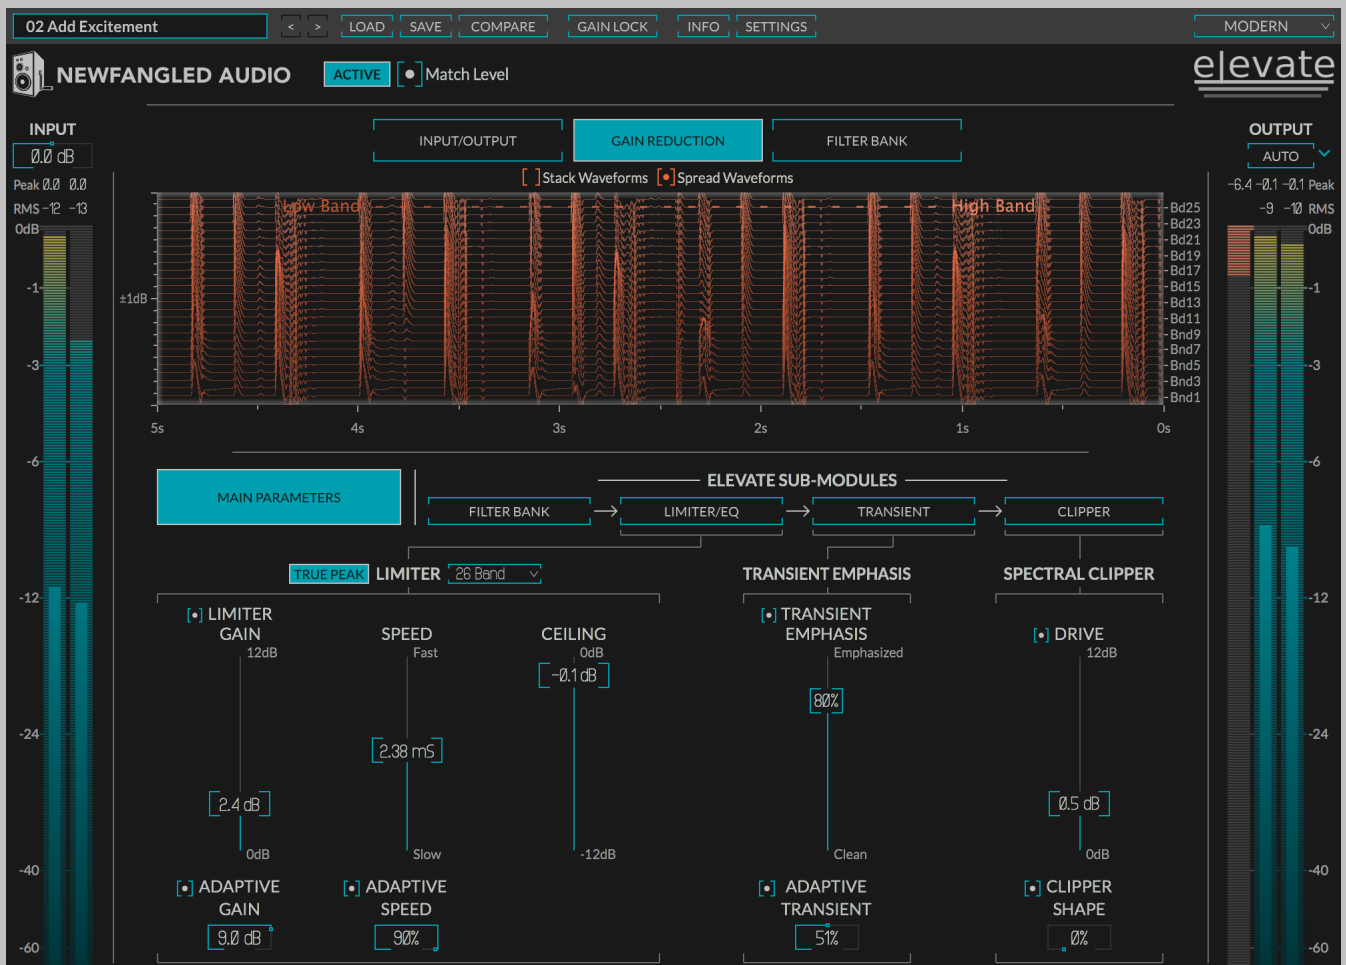 02 Add Excitement
< >
LOAD SAVE COMPARE GAIN LOCK INFO SETTINGS
MODERN
NEWFANGLED AUDIO
ACTIVE Match Level
elevate
INPUT
0.0 dB
Peak 0.0 0.0
RMS -12 -13
0dB
-1
-3
-6
-12
-24
-40
-60
INPUT/OUTPUT GAIN REDUCTION FILTER BANK
Stack Waveforms Spread Waveforms
Low Band High Band
±1dB
Bd25
Bd23
Bd21
Bd19
Bd17
Bd15
Bd13
Bd11
Bnd9
Bnd7
Bnd5
Bnd3
Bnd1
5s 4s 3s 2s 1s 0s
OUTPUT
AUTO
-6.4 -0.1 -0.1 Peak
-9 -10 RMS
0dB
-1
-3
-6
-12
-24
-40
-60
MAIN PARAMETERS
ELEVATE SUB-MODULES
FILTER BANK LIMITER/EQ TRANSIENT CLIPPER
TRUE PEAK LIMITER 26 Band
TRANSIENT EMPHASIS
SPECTRAL CLIPPER
LIMITER
GAIN
12dB
2.4 dB
0dB
SPEED
Fast
2.38 mS
Slow
CEILING
0dB
-0.1 dB
-12dB
TRANSIENT
EMPHASIS
Emphasized
80%
Clean
DRIVE
12dB
0.5 dB
0dB
ADAPTIVE
GAIN
9.0 dB
ADAPTIVE
SPEED
90%
ADAPTIVE
TRANSIENT
51%
CLIPPER
SHAPE
0%